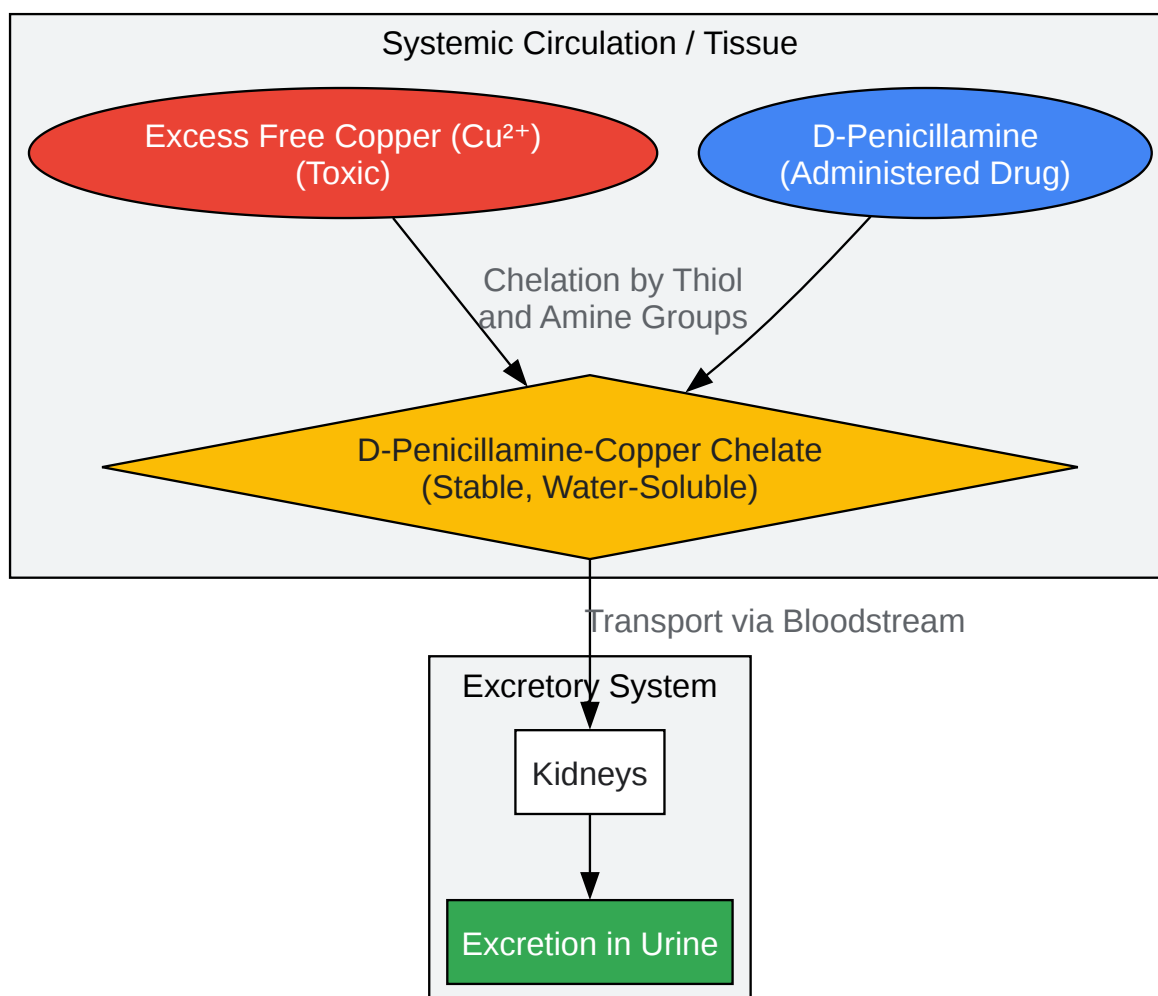 Systemic Circulation / Tissue
Excess Free Copper (Cu²⁺)
(Toxic)
D-Penicillamine
(Administered Drug)
Chelation by Thiol
and Amine Groups
D-Penicillamine-Copper Chelate
(Stable, Water-Soluble)
Transport via Bloodstream
Excretory System
Kidneys
Excretion in Urine